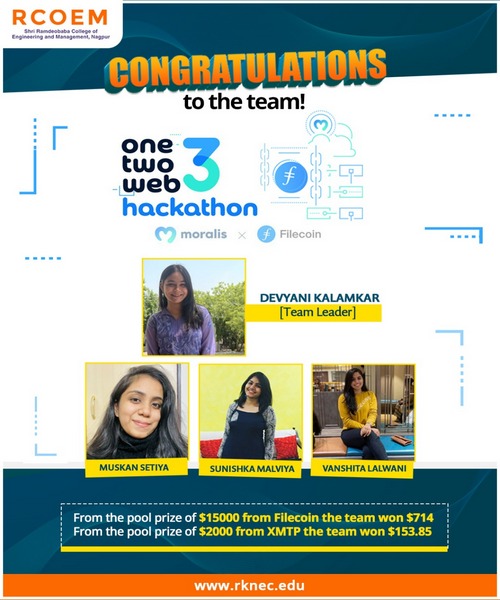 RCOEM
Shri Ramdeobaba College of
Engineering and Management, Nagpur
CONGRATULATIONS
to the team!
one
two 3
web
hackathon
moralis × Filecoin
DEVYANI KALAMKAR
[Team Leader]
MUSKAN SETIYA
SUNISHKA MALVIYA
VANSHITA LALWANI
From the pool prize of $15000 from Filecoin the team won $714
From the pool prize of $2000 from XMTP the team won $153.85
www.rknec.edu